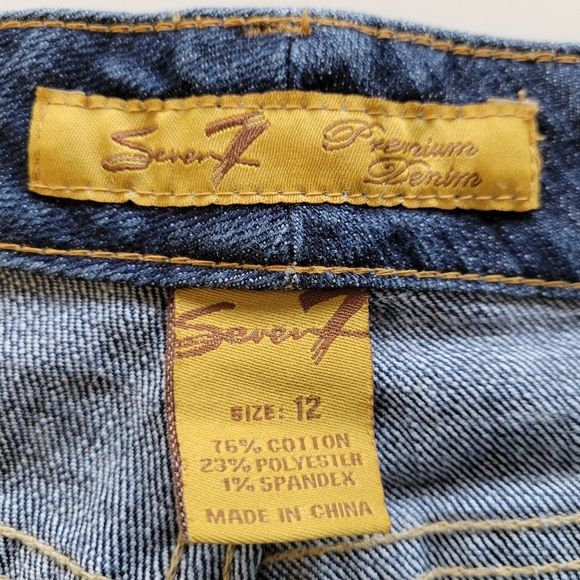 Seven7 Premium
Denim
Seven7
SIZE: 12
76% COTTON
23% POLYESTER
1% SPANDEX
MADE IN CHINA